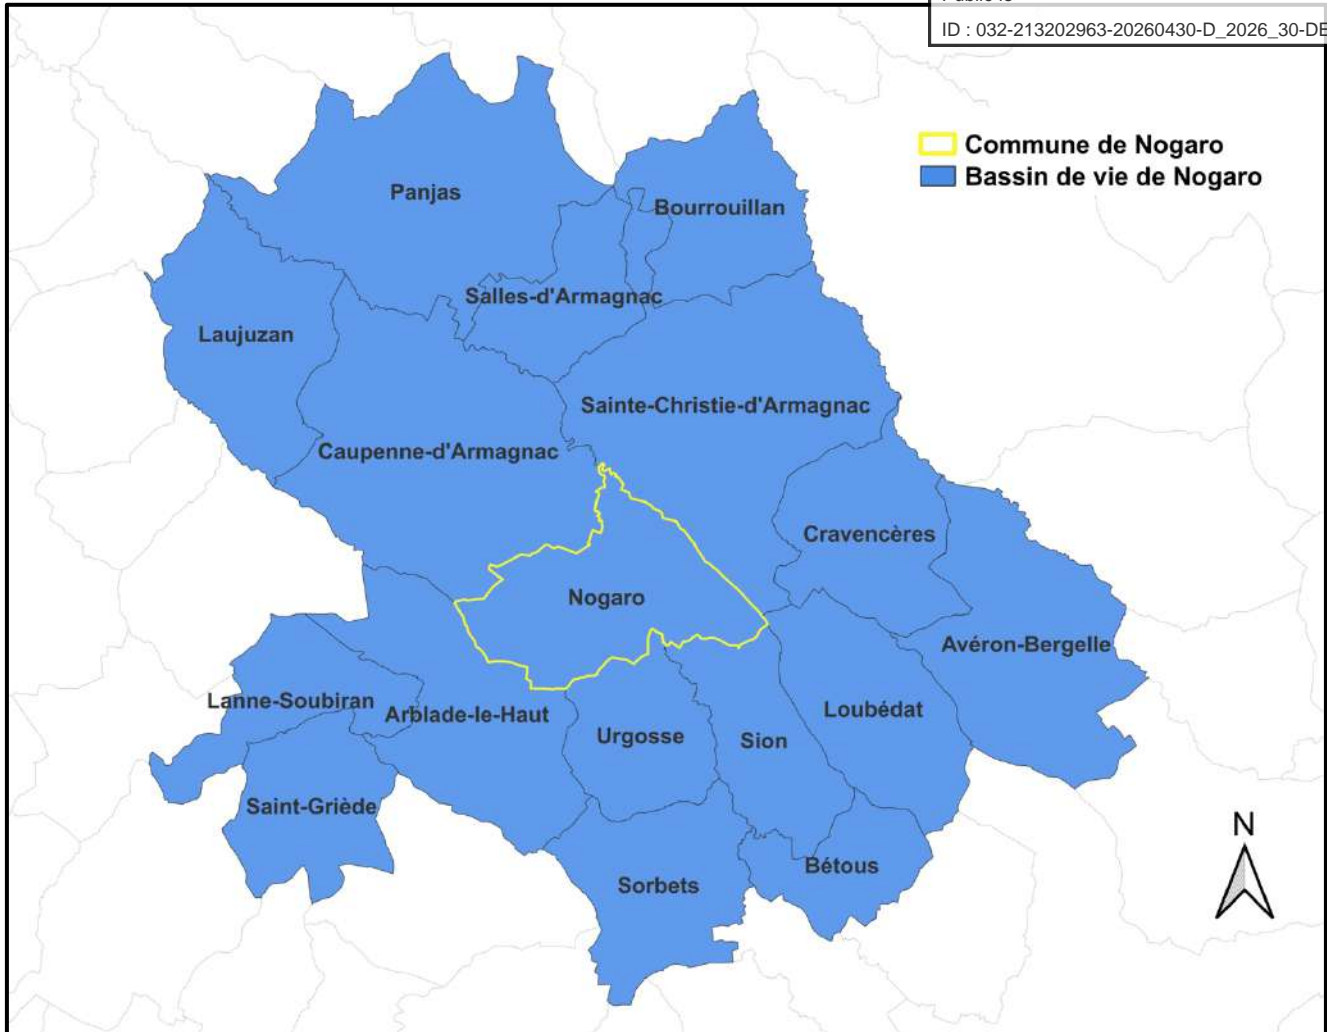 Publié le
ID : 032-213202963-20260430-D_2026_30-DE
Commune de Nogaro
Bassin de vie de Nogaro
Panjas
Bourrouillan
Salles-d'Armagnac
Laujuzan
Sainte-Christie-d'Armagnac
Caupenne-d'Armagnac
Cravencères
Nogaro
Avéron-Bergelle
Lanne-Soubiran
Arblade-le-Haut
Loubédat
Urgosse
Sion
Saint-Griède
N
Bétous
Sorbets